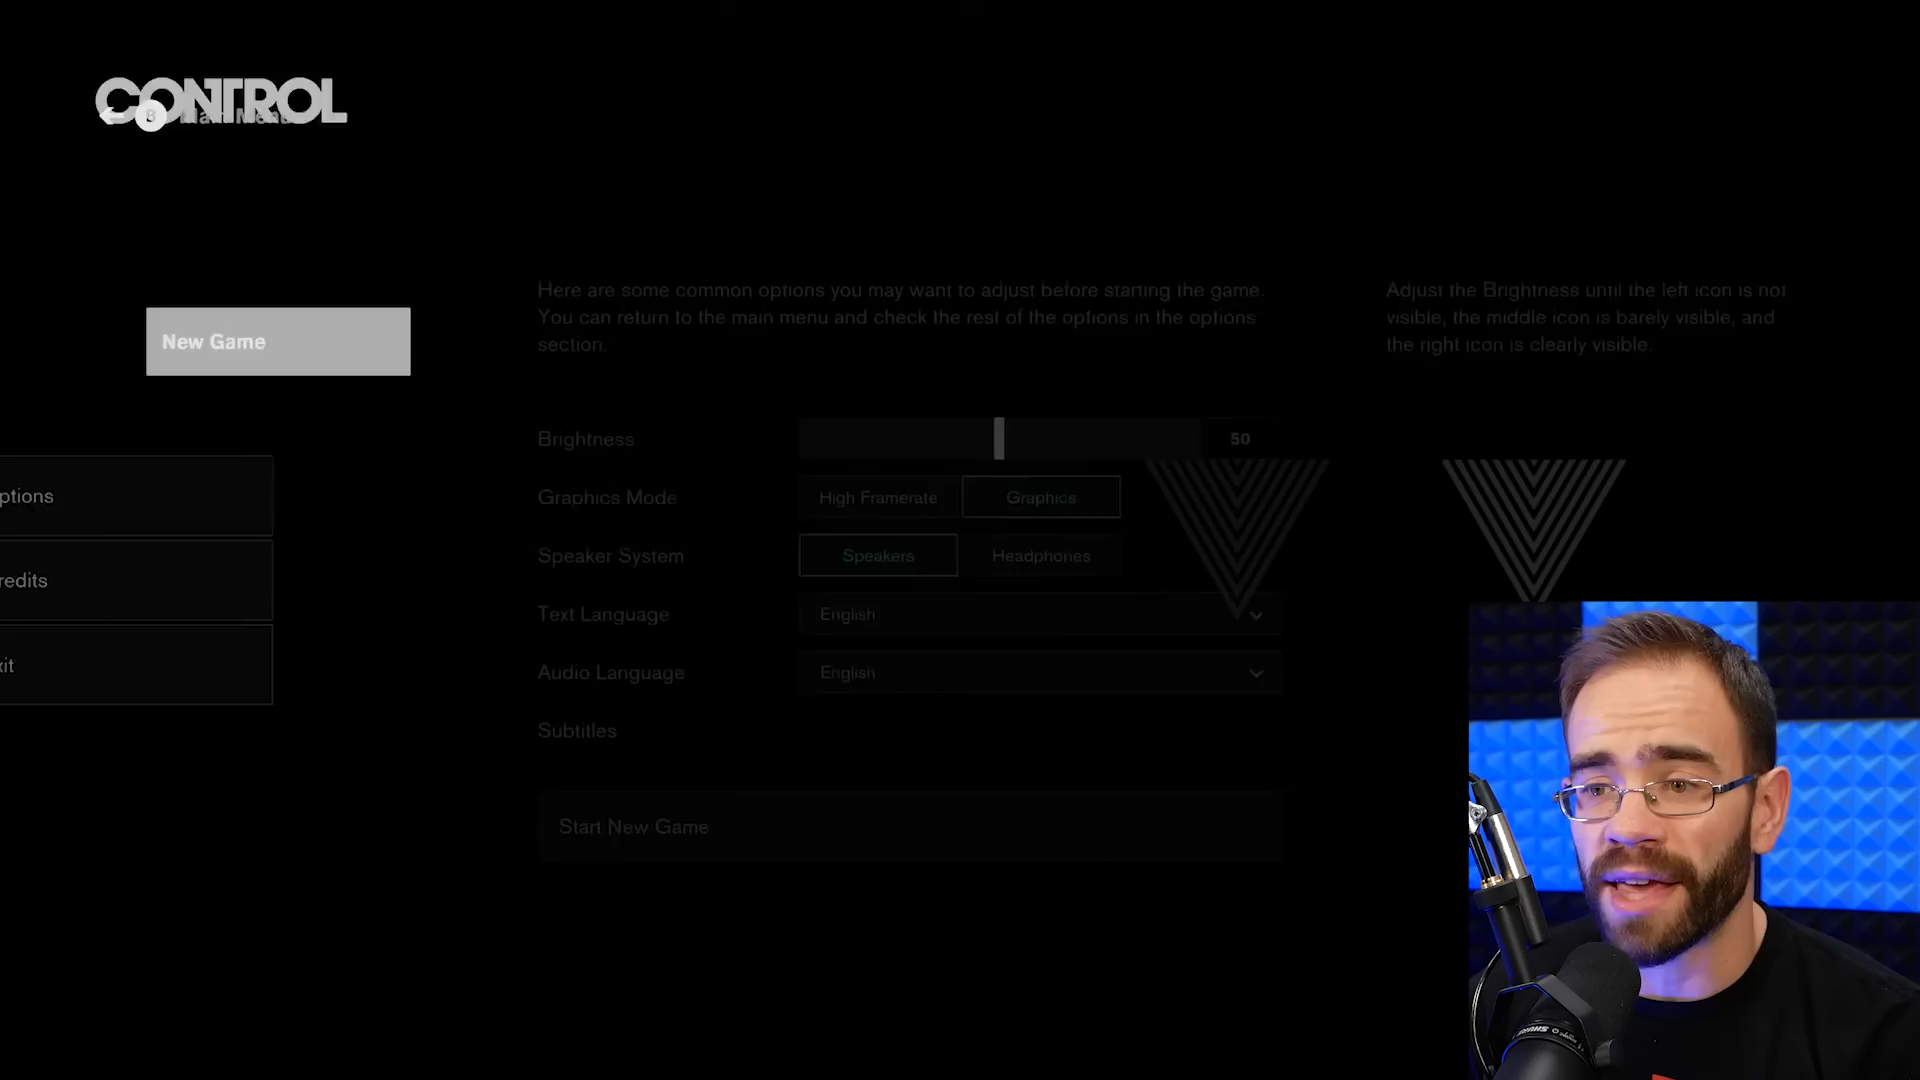 CONTROL
B Main Menu
New Game
ptions
redits
xit
Here are some common options you may want to adjust before starting the game.
You can return to the main menu and check the rest of the options in the options
section.
Adjust the Brightness until the left icon is not
visible, the middle icon is barely visible, and
the right icon is clearly visible.
Brightness 50
Graphics Mode High Framerate Graphics
Speaker System Speakers Headphones
Text Language English
Audio Language English
Subtitles
Start New Game
SHURE